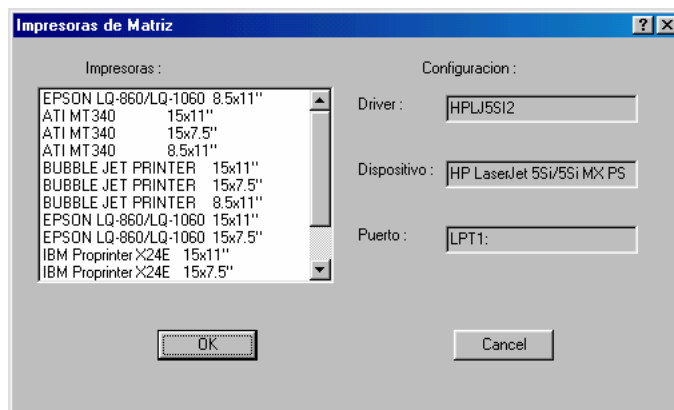 Impresoras de Matriz
Impresoras :
EPSON LQ-860/LQ-1060 8.5x11"
ATI MT340 15x11"
ATI MT340 15x7.5"
ATI MT340 8.5x11"
BUBBLE JET PRINTER 15x11"
BUBBLE JET PRINTER 15x7.5"
BUBBLE JET PRINTER 8.5x11"
EPSON LQ-860/LQ-1060 15x11"
EPSON LQ-860/LQ-1060 15x7.5"
IBM Proprinter X24E 15x11"
IBM Proprinter X24E 15x7.5"
Configuracion :
Driver : HPLJ5SI2
Dispositivo : HP LaserJet 5Si/5Si MX PS
Puerto : LPT1:
OK
Cancel